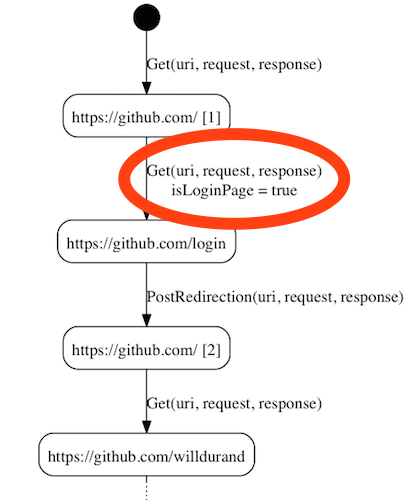 Get(uri, request, response)
https://github.com/ [1]
Get(uri, request, response)
isLoginPage = true
https://github.com/login
PostRedirection(uri, request, response)
https://github.com/ [2]
Get(uri, request, response)
https://github.com/willdurand